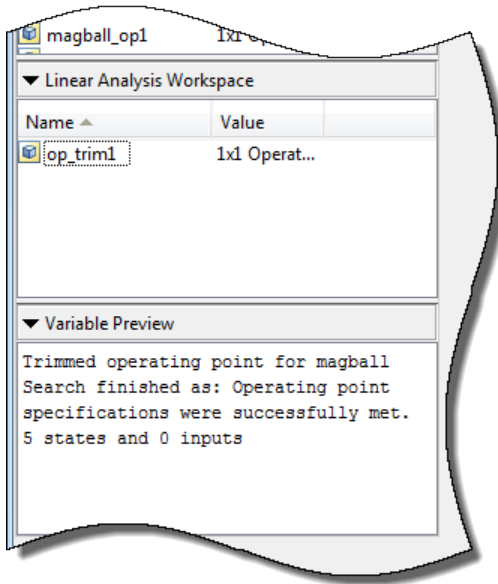 magball_op1
Linear Analysis Workspace
Name Value
op_trim1 1x1 Operat...
Variable Preview
Trimmed operating point for magball
Search finished as: Operating point
specifications were successfully met.
5 states and 0 inputs